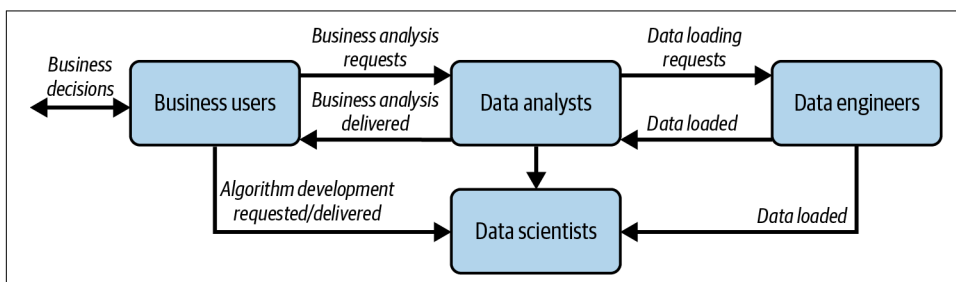 Business
decisions
Business users
Business analysis
requests
Business analysis
delivered
Data analysts
Data loading
requests
Data loaded
Data engineers
Algorithm development
requested/delivered
Data scientists
Data loaded